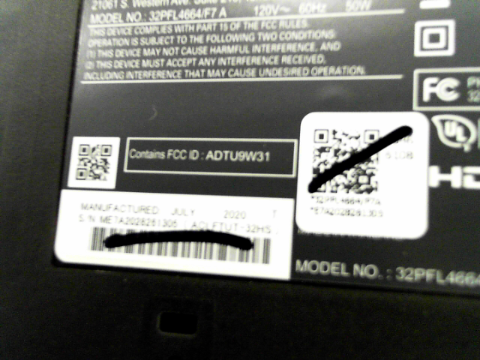 21061 S. Western Ave.
MODEL NO. : 32PFL4664/F7 A 120V~ 60Hz 50W
THIS DEVICE COMPLIES WITH PART 15 OF THE FCC RULES.
OPERATION IS SUBJECT TO THE FOLLOWING TWO CONDITIONS:
(1) THIS DEVICE MAY NOT CAUSE HARMFUL INTERFERENCE, AND
(2) THIS DEVICE MUST ACCEPT ANY INTERFERENCE RECEIVED,
INCLUDING INTERFERENCE THAT MAY CAUSE UNDESIRED OPERATION.
FC
UL
Contains FCC ID : ADTU9W31
MANUFACTURED JULY 2020 T
S/N ME7A2028261305
MODEL NO. : 32PFL4664